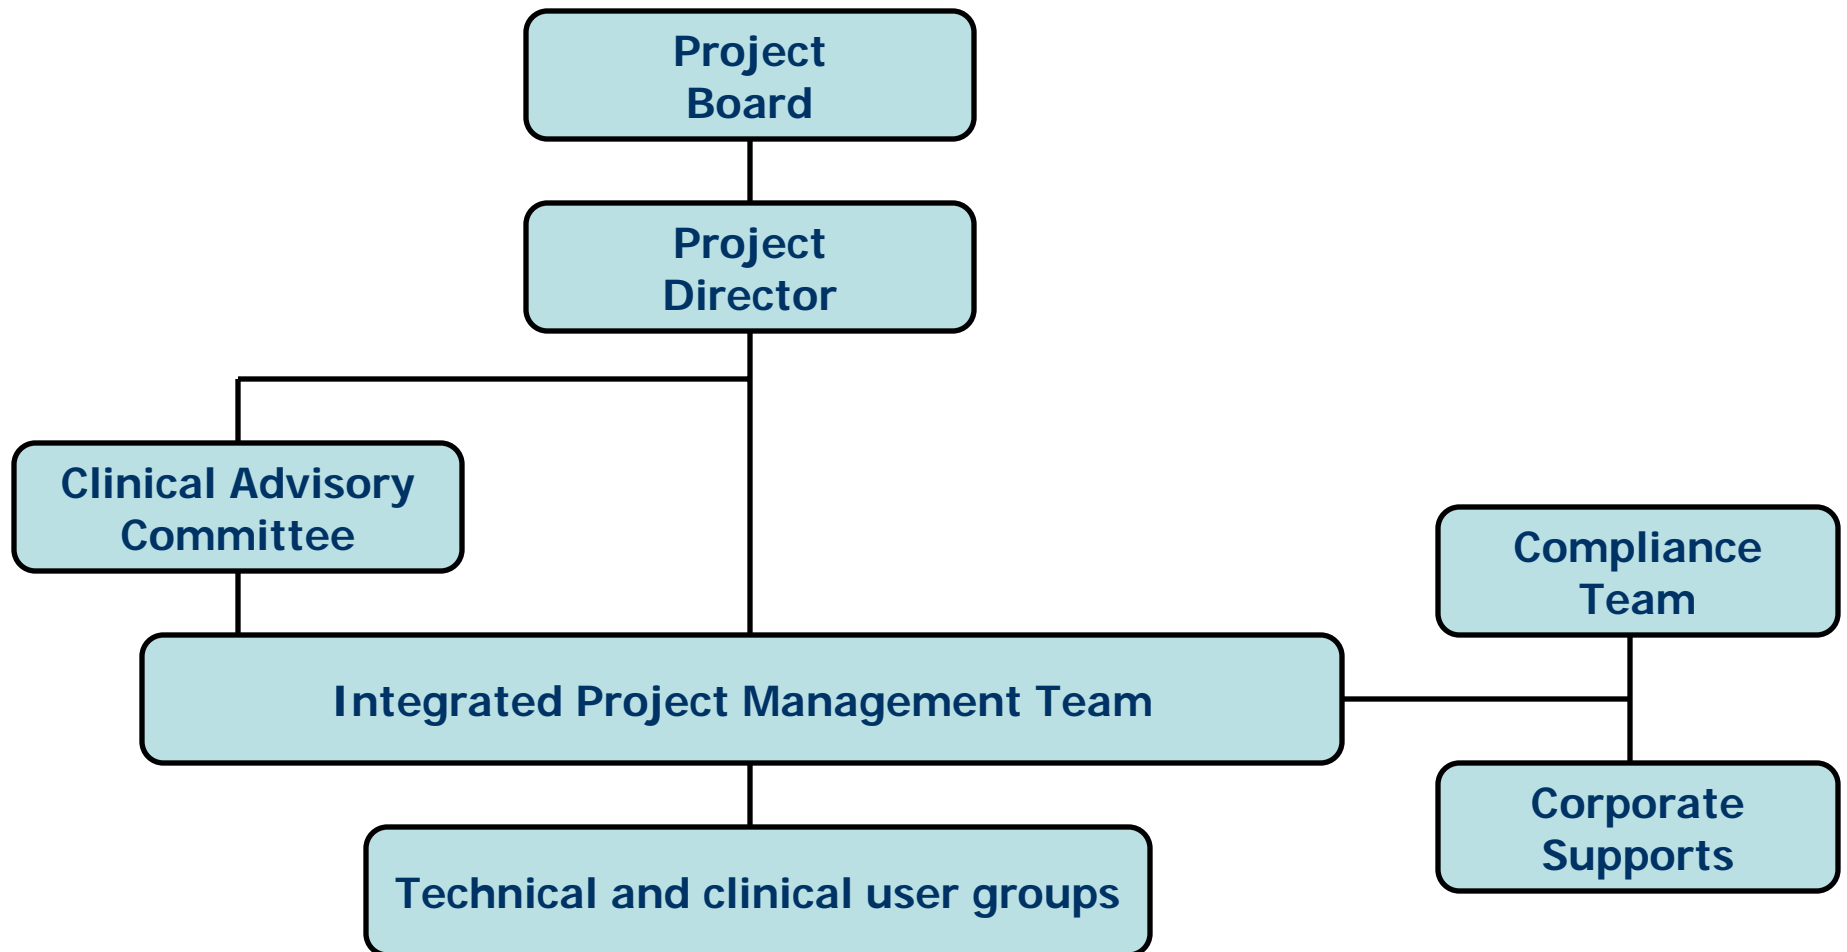 Project
Board
Project
Director
Clinical Advisory
Committee
Compliance
Team
Integrated Project Management Team
Corporate
Supports
Technical and clinical user groups